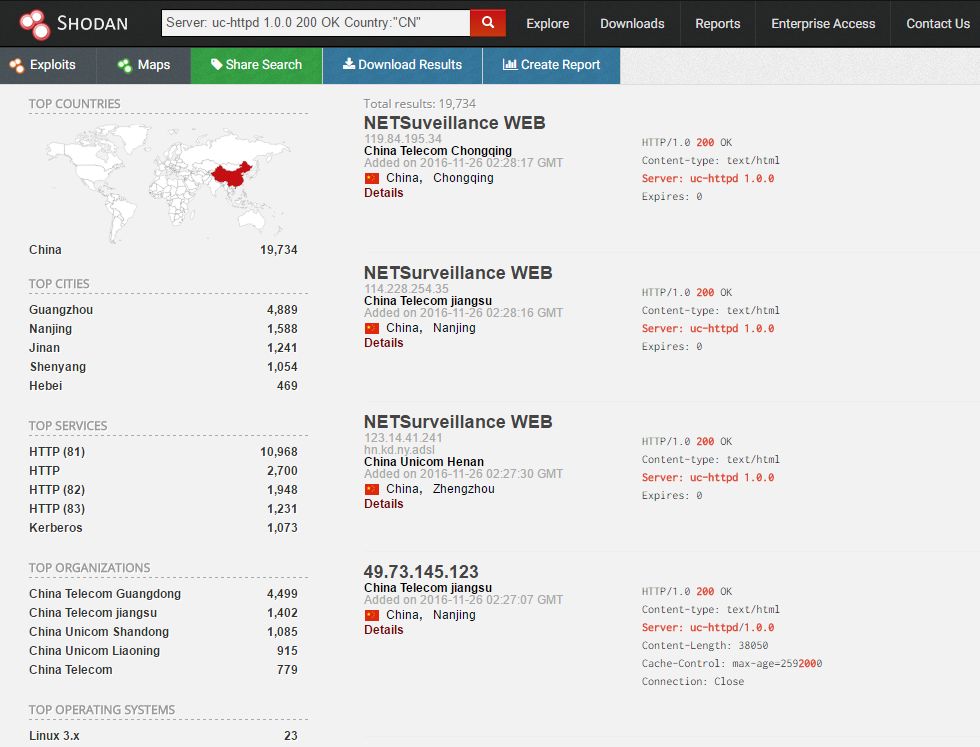 SHODAN
Server: uc-httpd 1.0.0 200 OK Country:"CN"
Explore
Downloads
Reports
Enterprise Access
Contact Us
Exploits
Maps
Share Search
Download Results
Create Report
TOP COUNTRIES
China 19,734
TOP CITIES
Guangzhou 4,889
Nanjing 1,588
Jinan 1,241
Shenyang 1,054
Hebei 469
TOP SERVICES
HTTP (81) 10,968
HTTP 2,700
HTTP (82) 1,948
HTTP (83) 1,231
Kerberos 1,073
TOP ORGANIZATIONS
China Telecom Guangdong 4,499
China Telecom jiangsu 1,402
China Unicom Shandong 1,085
China Unicom Liaoning 915
China Telecom 779
TOP OPERATING SYSTEMS
Linux 3.x 23
Total results: 19,734
NETSuveillance WEB
119.84.195.34
China Telecom Chongqing
Added on 2016-11-26 02:28:17 GMT
China, Chongqing
Details
HTTP/1.0 200 OK
Content-type: text/html
Server: uc-httpd 1.0.0
Expires: 0
NETSurveillance WEB
114.228.254.35
China Telecom jiangsu
Added on 2016-11-26 02:28:16 GMT
China, Nanjing
Details
HTTP/1.0 200 OK
Content-type: text/html
Server: uc-httpd 1.0.0
Expires: 0
NETSurveillance WEB
123.14.41.241
hn.kd.ny.adsl
China Unicom Henan
Added on 2016-11-26 02:27:30 GMT
China, Zhengzhou
Details
HTTP/1.0 200 OK
Content-type: text/html
Server: uc-httpd 1.0.0
Expires: 0
49.73.145.123
China Telecom jiangsu
Added on 2016-11-26 02:27:07 GMT
China, Nanjing
Details
HTTP/1.0 200 OK
Content-type: text/html
Server: uc-httpd/1.0.0
Content-Length: 38050
Cache-Control: max-age=2592000
Connection: Close